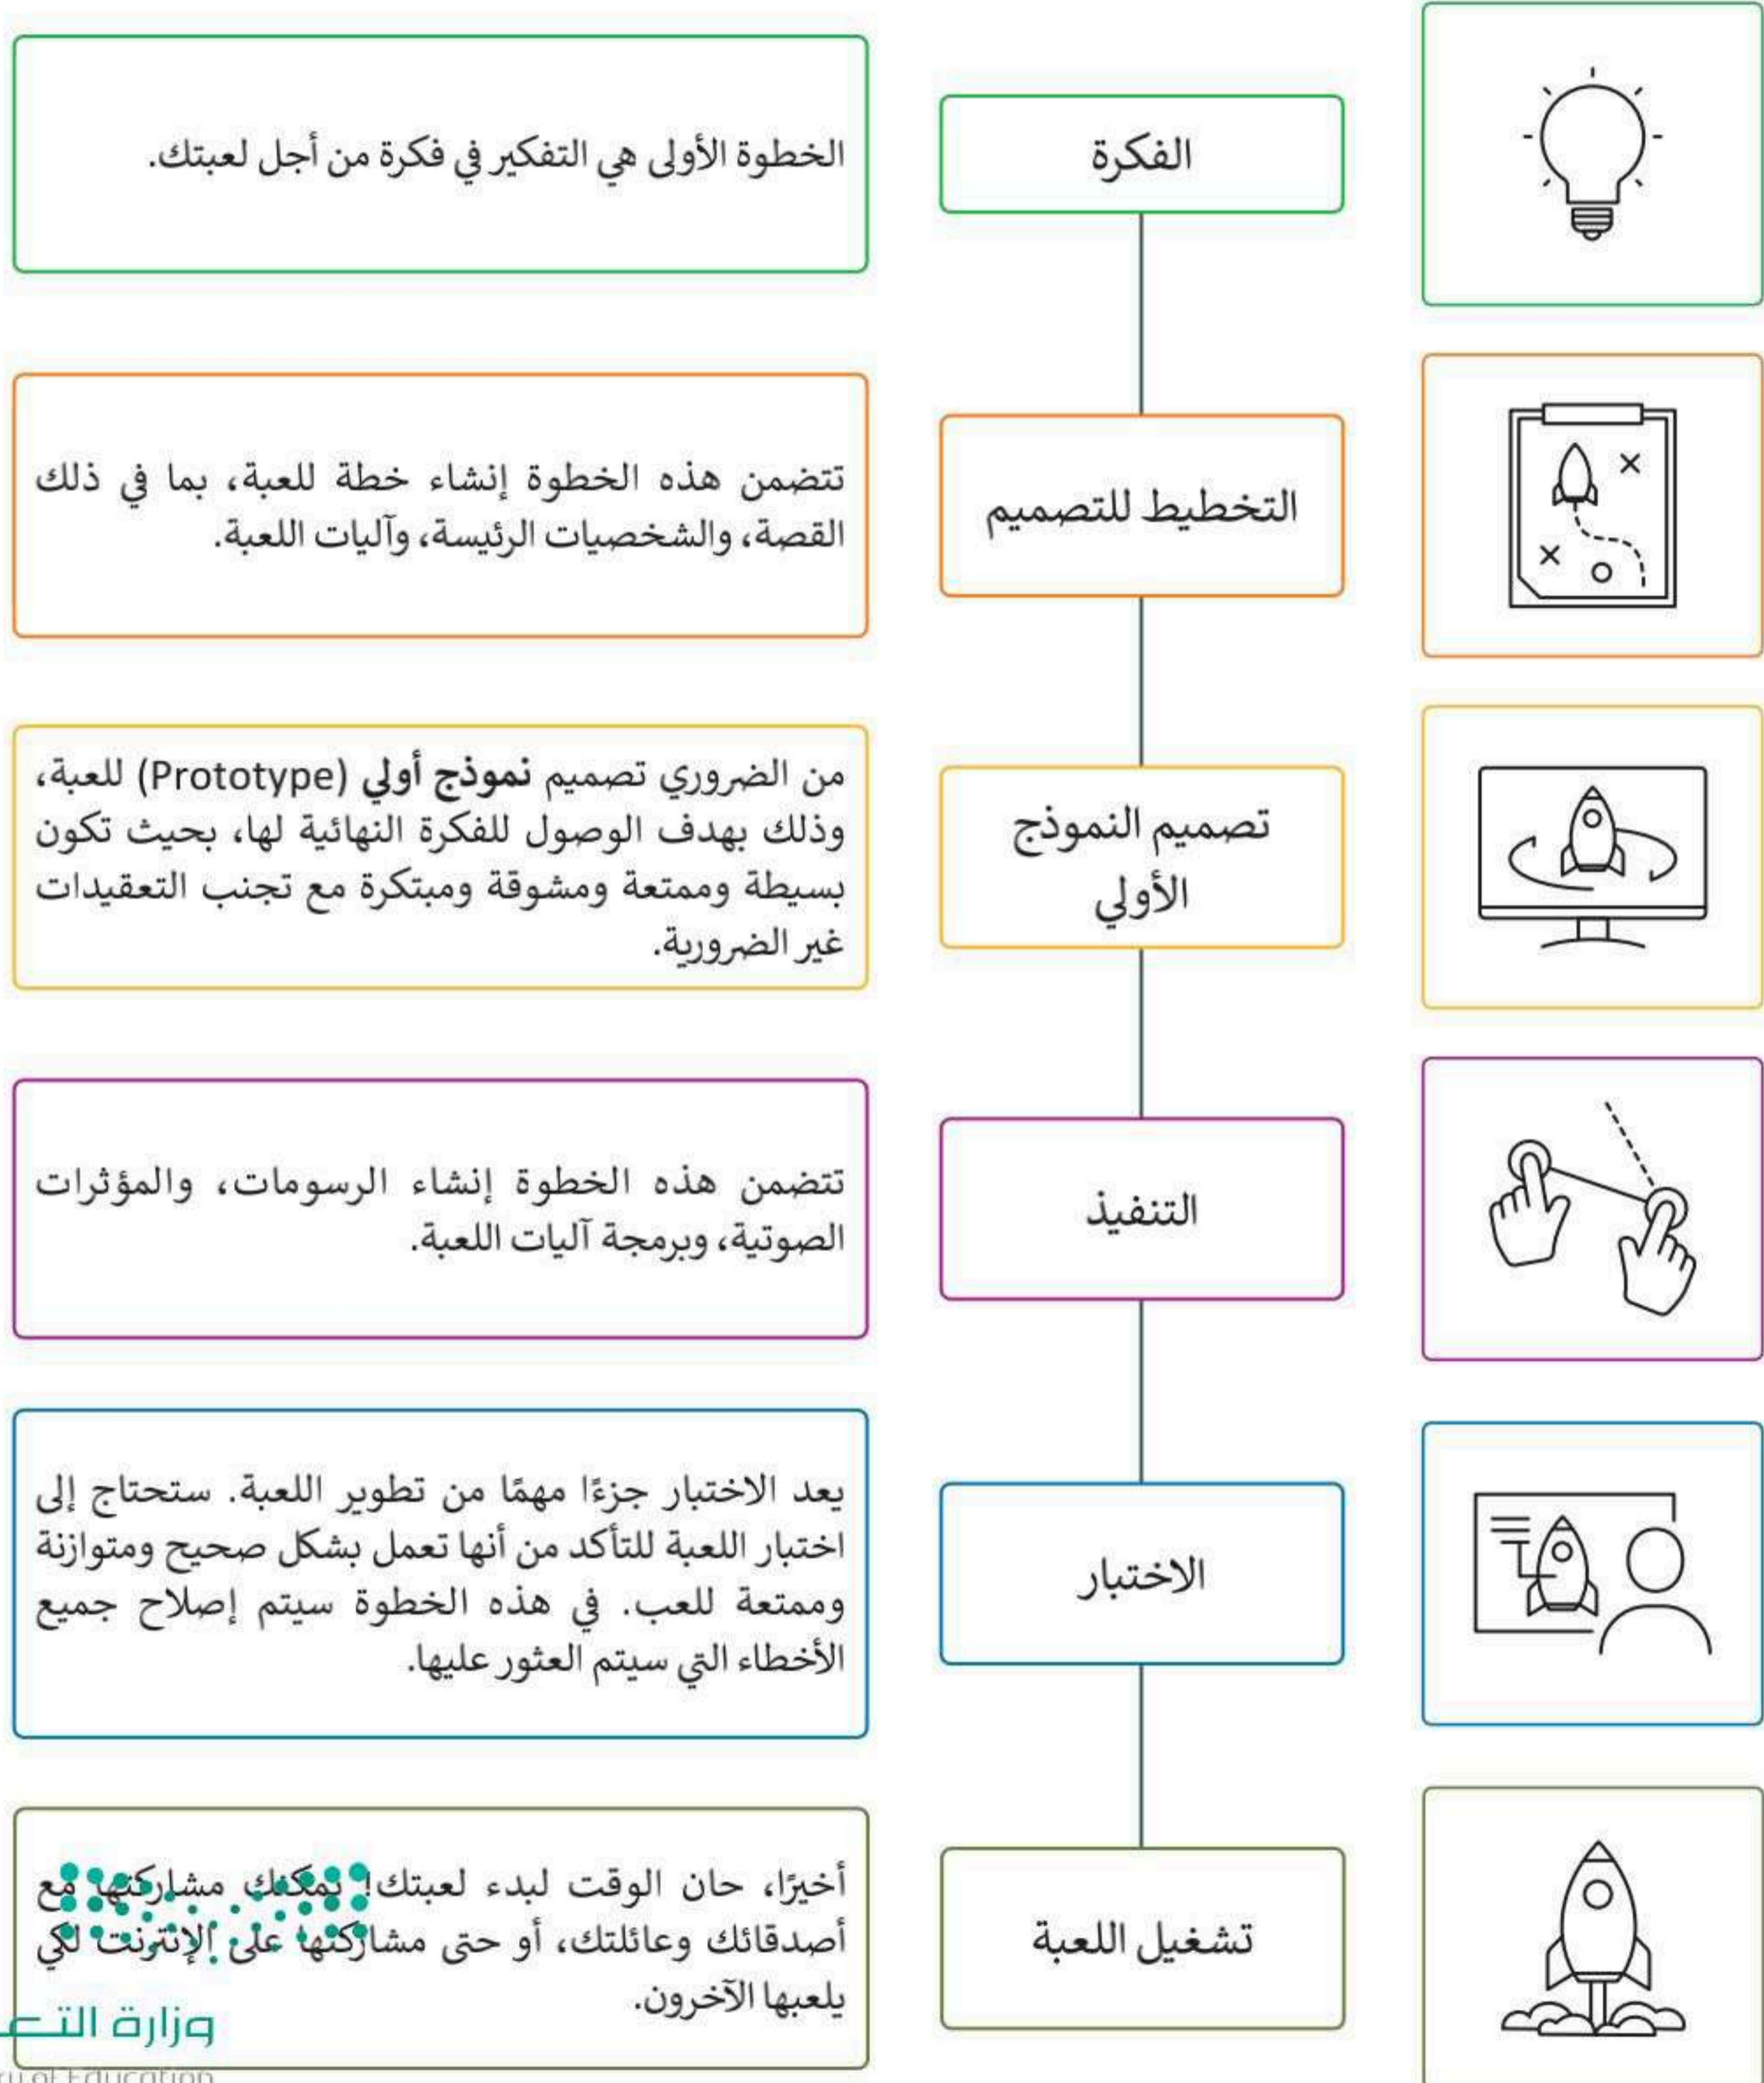 الفكرة
الخطوة الأولى هي التفكير في فكرة من أجل لعبتك.
التخطيط للتصميم
تتضمن هذه الخطوة إنشاء خطة للعبة، بما في ذلك
القصة، والشخصيات الرئيسة، وآليات اللعبة.
تصميم النموذج
الأولي
من الضروري تصميم نموذج أولي (Prototype) للعبة،
وذلك بهدف الوصول للفكرة النهائية لها، بحيث تكون
بسيطة وممتعة ومشوقة ومبتكرة مع تجنب التعقيدات
غير الضرورية.
التنفيذ
تتضمن هذه الخطوة إنشاء الرسومات، والمؤثرات
الصوتية، وبرمجة آليات اللعبة.
الاختبار
يعد الاختبار جزءًا مهمًا من تطوير اللعبة. ستحتاج إلى
اختبار اللعبة للتأكد من أنها تعمل بشكل صحيح ومتوازنة
وممتعة للعب. في هذه الخطوة سيتم إصلاح جميع
الأخطاء التي سيتم العثور عليها.
تشغيل اللعبة
أخيرًا، حان الوقت لبدء لعبتك! يمكنك مشاركتها مع
أصدقائك وعائلتك، أو حتى مشاركتها على الإنترنت لكي
يلعبها الآخرون.
وزارة
of Education